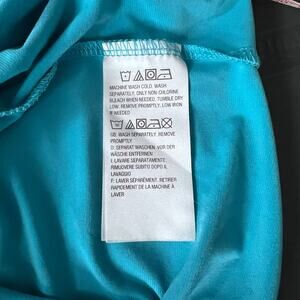 MACHINE WASH COLD. WASH
SEPARATELY, ONLY NON-CHLORINE
BLEACH WHEN NEEDED, TUMBLE DRY
LOW. REMOVE PROMPTLY. LOW IRON
IF NEEDED
GB: WASH SEPARATELY. REMOVE
PROMPTLY
D: SEPARAT WASCHEN, VOR DER
WÄSCHE ENTFERNEN
E: LAVARE SEPARATAMENTE.
RIMUOVERE SUBITO DOPO IL
LAVAGGIO
F: LAVER SÉPARÉMENT. RETIRER
RAPIDEMENT DE LA MACHINE À
LAVER